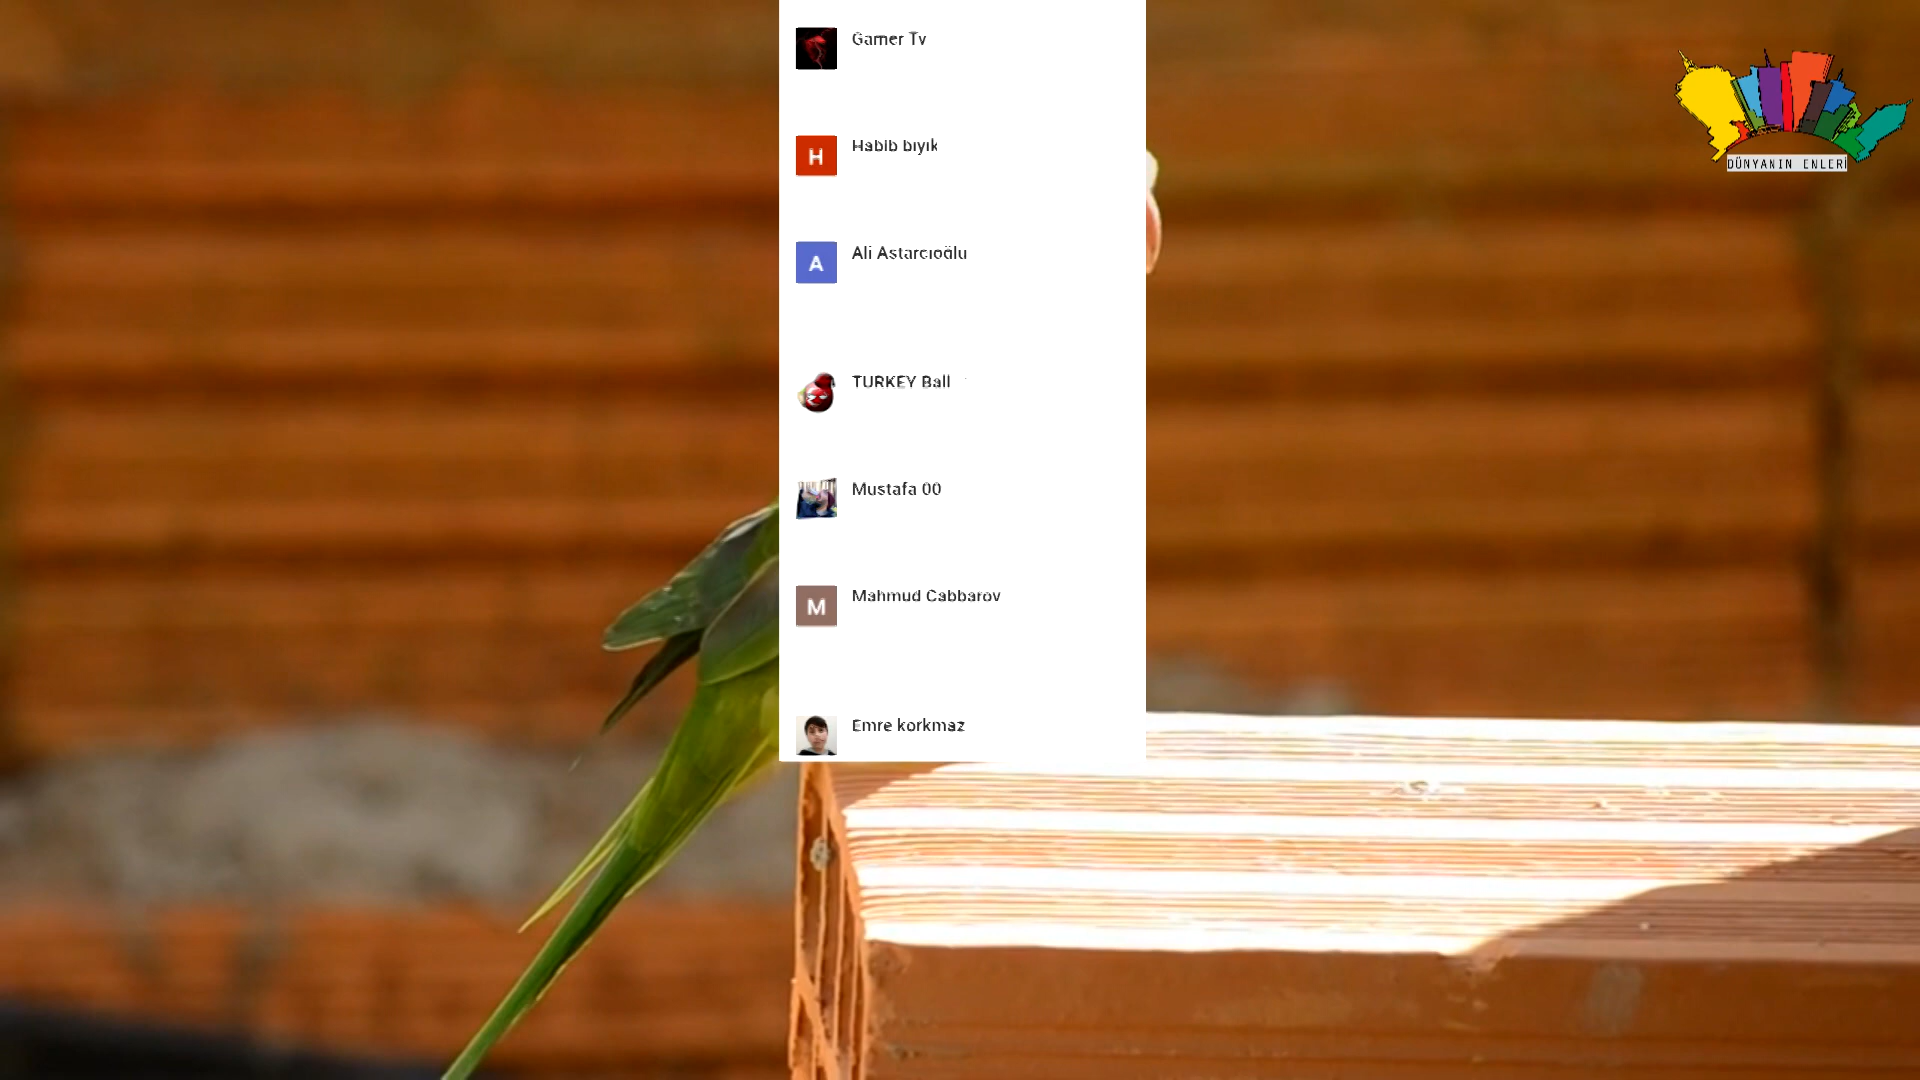 Gamer Tv
DÜNYANIN ENLERİ
H
Habib bıyık
A
Ali Astarcıoğlu
TURKEY Ball
Mustafa 00
M
Mahmud Cabbarov
Emre korkmaz